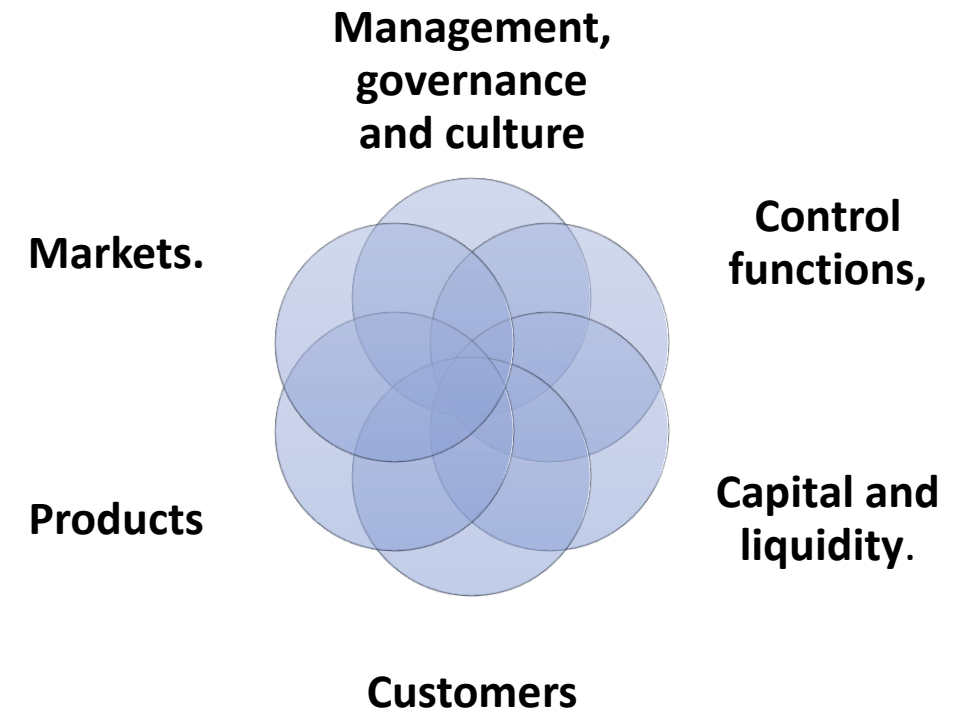 Management,
governance
and culture
Control
functions,
Markets.
Capital and
liquidity.
Products
Customers